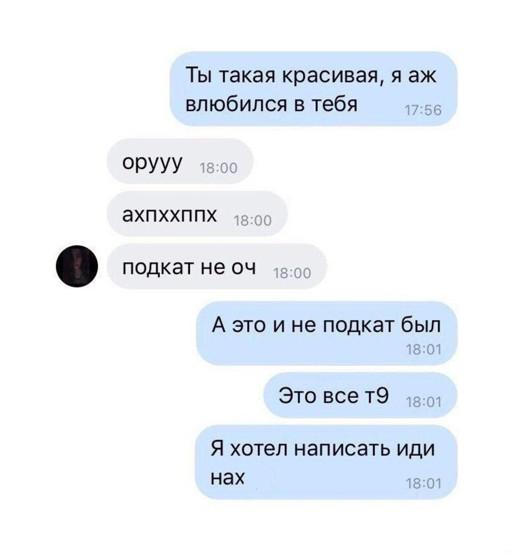 Ты такая красивая, я аж
влюбился в тебя 17:56
орууу 18:00
ахпххппх 18:00
подкат не оч 18:00
А это и не подкат был
18:01
Это все т9 18:01
Я хотел написать иди
нах 18:01